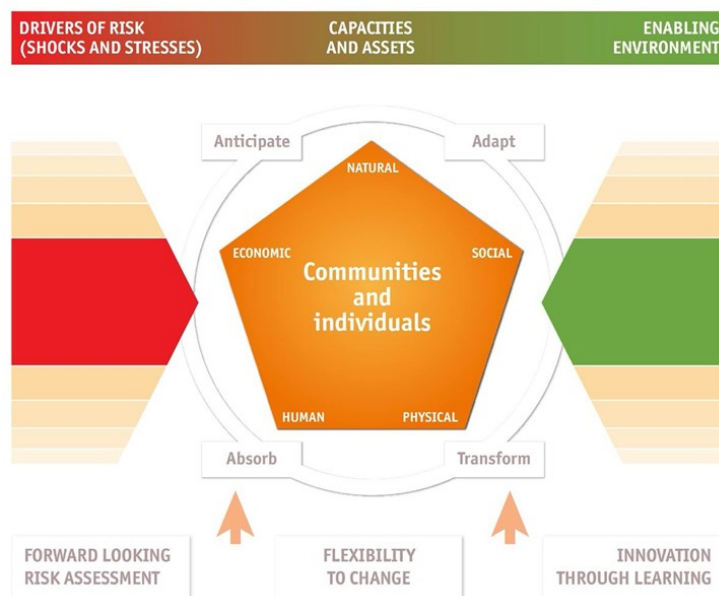 DRIVERS OF RISK
(SHOCKS AND STRESSES)
CAPACITIES
AND ASSETS
ENABLING
ENVIRONMENT
Anticipate
Adapt
NATURAL
ECONOMIC
SOCIAL
Communities
and
individuals
HUMAN
PHYSICAL
Absorb
Transform
FORWARD LOOKING
RISK ASSESSMENT
FLEXIBILITY
TO CHANGE
INNOVATION
THROUGH LEARNING